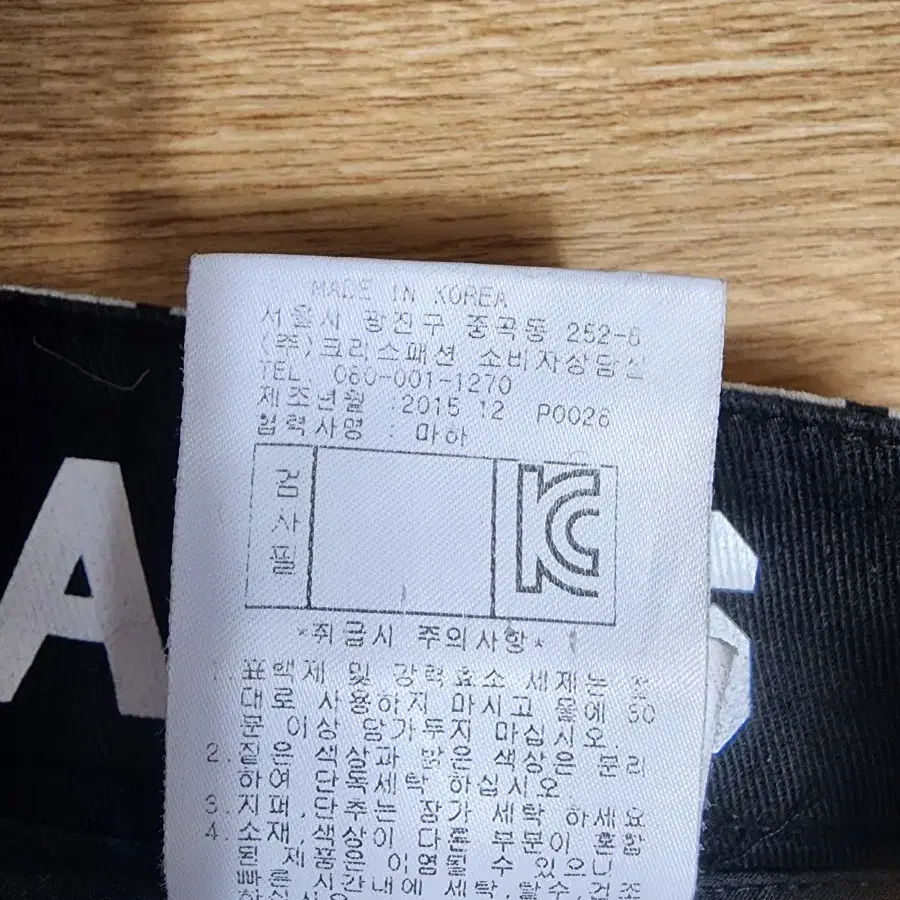 MADE IN KOREA
서울시 광진구 중곡동 252-6
(주)크리스패션 소비자상담실
TEL. 080-001-1270
제조년월 :2015 12 P0026
협력사명 : 마하
검사필
KC
*취급시 주의사항*
1.표백제 및 강력효소 세제는 절
대로 사용하지 마시고 물에 30
분 이상 담가두지 마십시오.
2.짙은 색상과 밝은 색상은 분리
하여 단독세탁 하십시오
3.지퍼,단추는 잠가 세탁 하세요
4.소재,색상이 다른 부분이 혼합
된 제품은 이염될 수 있으니
빠른 시간내에 세탁,탈수,건조
A
S